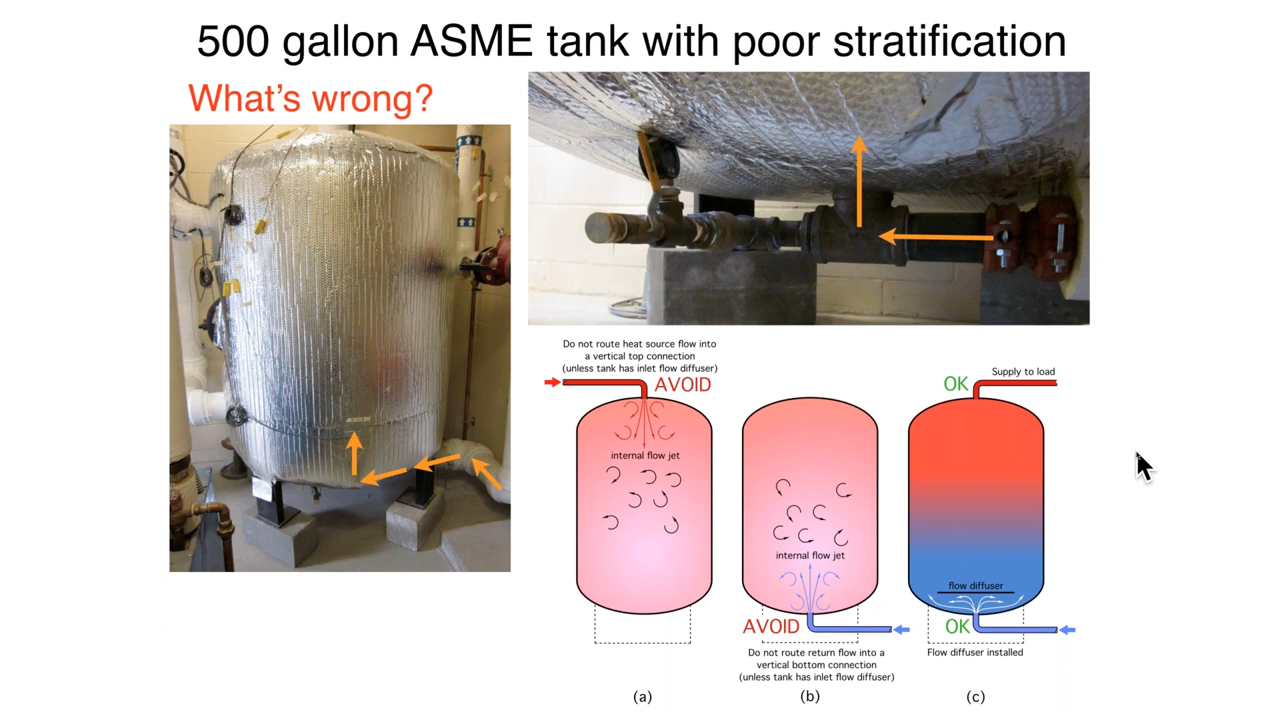 500 gallon ASME tank with poor stratification
What's wrong?
Do not route heat source flow into
a vertical top connection
(unless tank has inlet flow diffuser)
AVOID
internal flow jet
(a)
internal flow jet
AVOID
Do not route return flow into a
vertical bottom connection
(unless tank has inlet flow diffuser)
(b)
Supply to load
OK
flow diffuser
OK
Flow diffuser installed
(c)